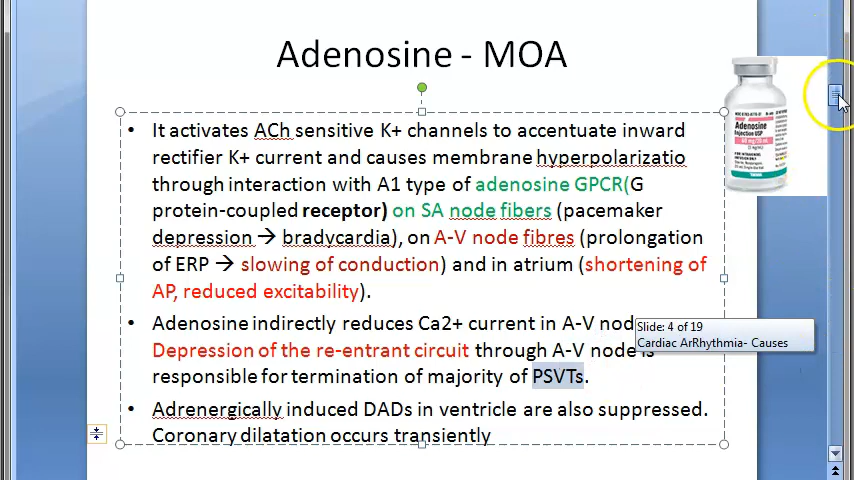 Adenosine - MOA
• It activates ACh sensitive K+ channels to accentuate inward
rectifier K+ current and causes membrane hyperpolarizatio
through interaction with A1 type of adenosine GPCR(G
protein-coupled receptor) on SA node fibers (pacemaker
depression → bradycardia), on A-V node fibres (prolongation
of ERP → slowing of conduction) and in atrium (shortening of
AP, reduced excitability).
• Adenosine indirectly reduces Ca2+ current in A-V nod
Depression of the re-entrant circuit through A-V node is
responsible for termination of majority of PSVTs.
• Adrenergically induced DADs in ventricle are also suppressed.
Coronary dilatation occurs transiently
Adenosine
Injection USP
Slide: 4 of 19
Cardiac ArRhythmia- Causes